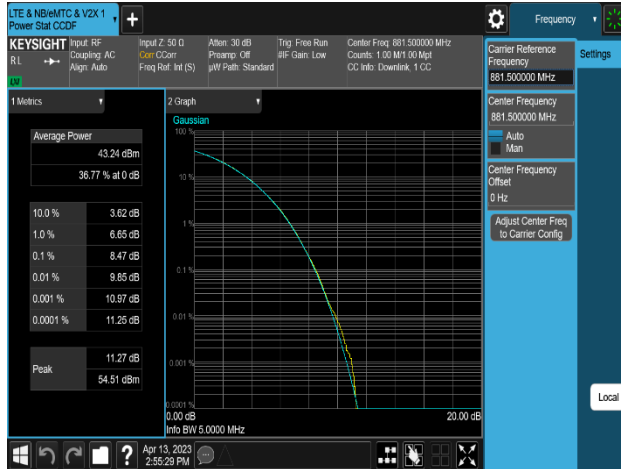 LTE & NB/eMTC & V2X 1
Power Stat CCDF
Frequency
KEYSIGHT
RL
Input: RF
Coupling: AC
Align: Auto
Input Z: 50 Ω
Corr CCorr
Freq Ref: Int (S)
Atten: 30 dB
Preamp: Off
µW Path: Standard
Trig: Free Run
#IF Gain: Low
Center Freq: 881.500000 MHz
Counts: 1.00 M/1.00 Mpt
CC Info: Downlink, 1 CC
LNI
1 Metrics
Average Power
43.24 dBm
36.77 % at 0 dB
10.0 % 3.62 dB
1.0 % 6.65 dB
0.1 % 8.47 dB
0.01 % 9.85 dB
0.001 % 10.97 dB
0.0001 % 11.25 dB
Peak
11.27 dB
54.51 dBm
2 Graph
Gaussian
100 %
10 %
1 %
0.1 %
0.01 %
0.001 %
0.0001 %
0.00 dB
20.00 dB
Info BW 5.0000 MHz
Carrier Reference
Frequency
881.500000 MHz
Center Frequency
881.500000 MHz
Auto
Man
Center Frequency
Offset
0 Hz
Adjust Center Freq
to Carrier Config
Settings
Local
?
Apr 13, 2023
2:55:29 PM